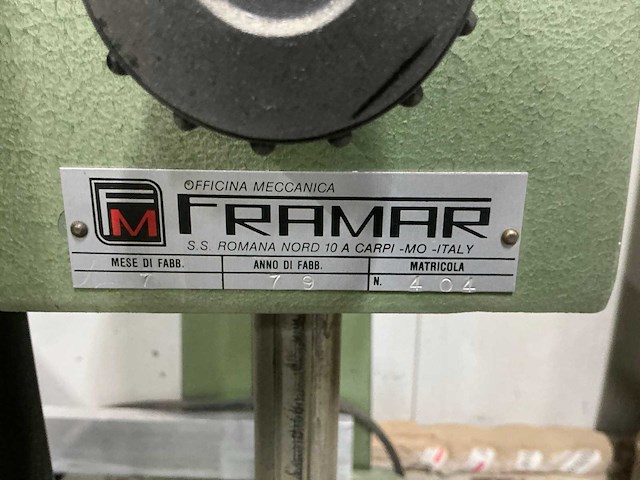 OFFICINA MECCANICA
FM FRAMAR
S.S. ROMANA NORD 10 A CARPI -MO -ITALY
MESE DI FABB. ANNO DI FABB. MATRICOLA
7 79 N. 404